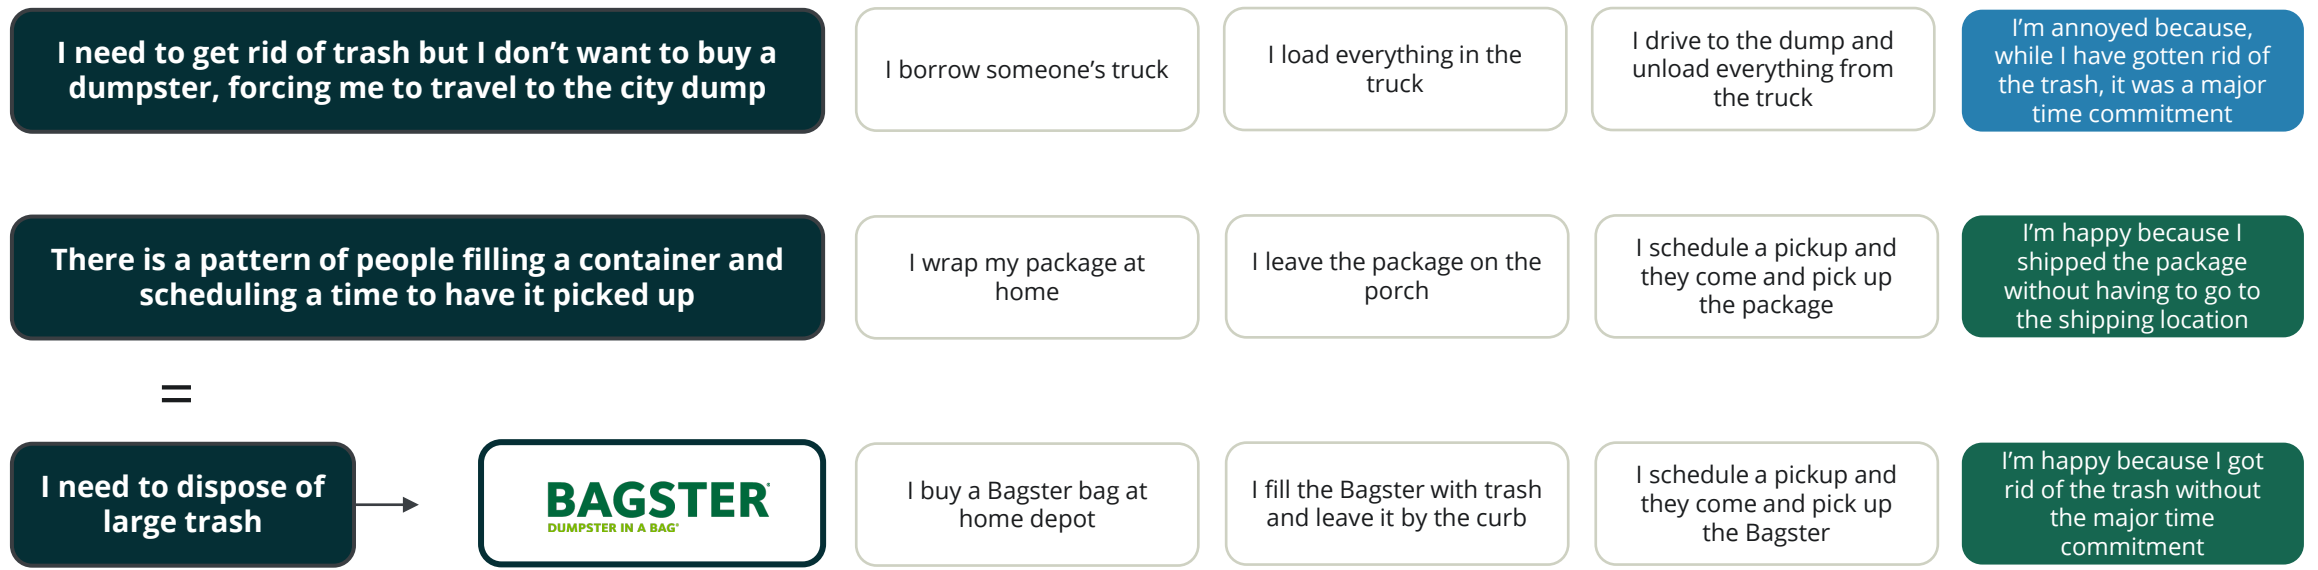 I need to get rid of trash but I don’t want to buy a
dumpster, forcing me to travel to the city dump
I borrow someone’s truck
I load everything in the
truck
I drive to the dump and
unload everything from
the truck
I’m annoyed because,
while I have gotten rid of
the trash, it was a major
time commitment
There is a pattern of people filling a container and
scheduling a time to have it picked up
I wrap my package at
home
I leave the package on the
porch
I schedule a pickup and
they come and pick up
the package
I’m happy because I
shipped the package
without having to go to
the shipping location
=
I need to dispose of
large trash
BAGSTER®
DUMPSTER IN A BAG®
I buy a Bagster bag at
home depot
I fill the Bagster with trash
and leave it by the curb
I schedule a pickup and
they come and pick up
the Bagster
I’m happy because I got
rid of the trash without
the major time
commitment